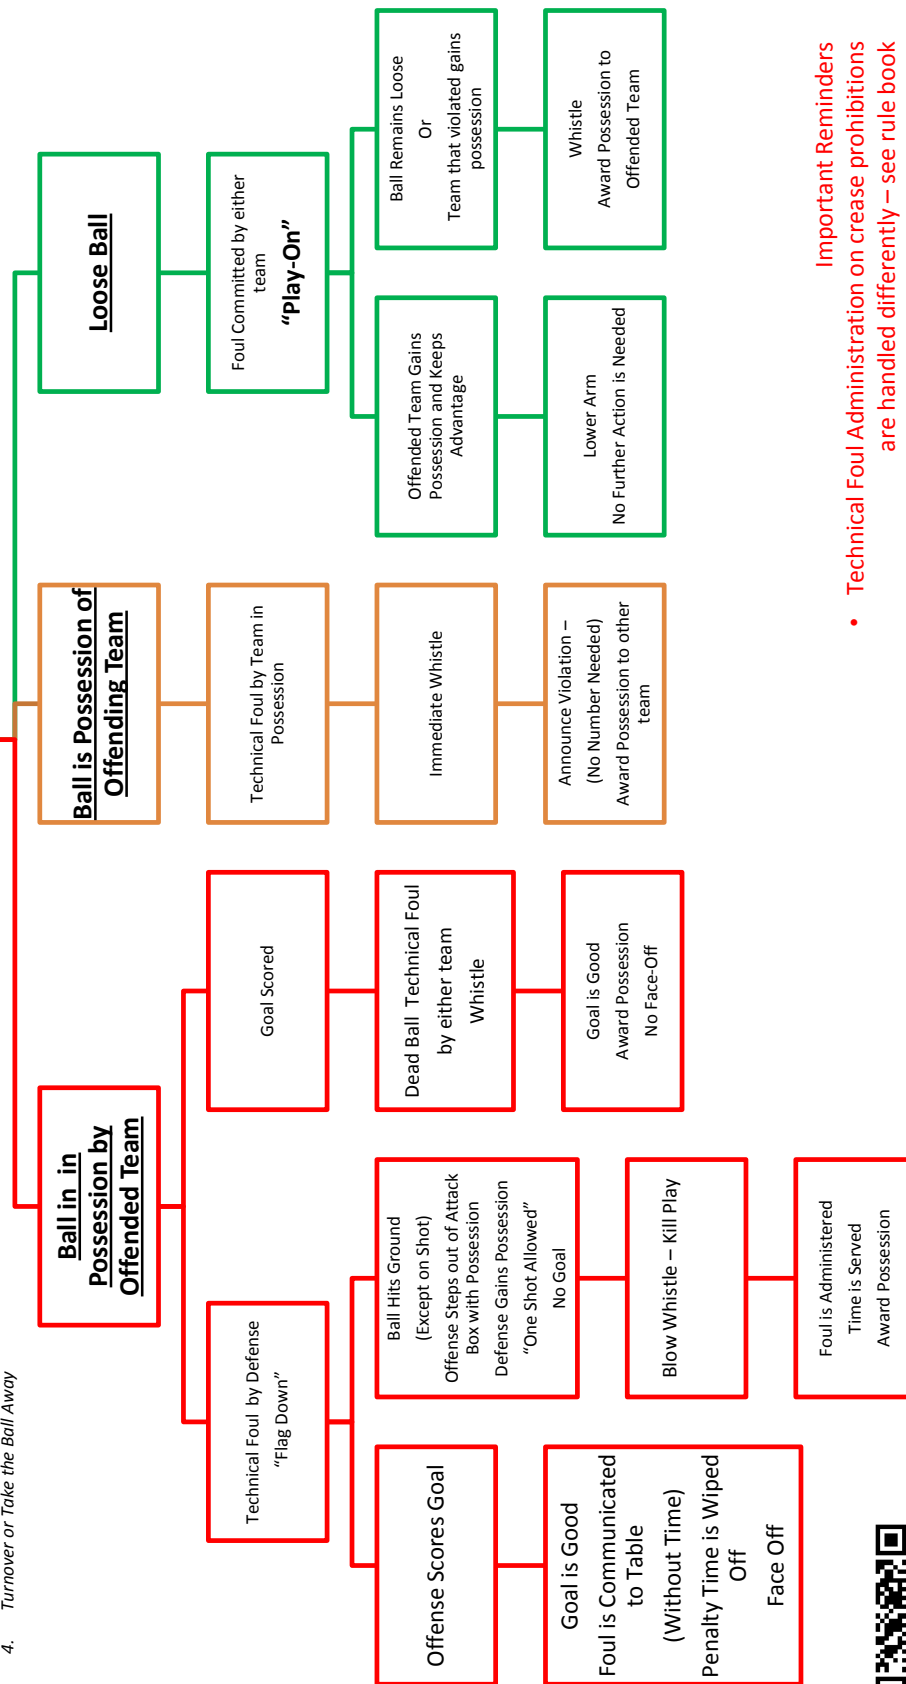 4. Turnover or Take the Ball Away
Ball in in
Possession by
Offended Team
Ball is Possession of
Offending Team
Loose Ball
Technical Foul by Defense
“Flag Down”
Goal Scored
Technical Foul by Team in
Possession
Foul Committed by either
team
“Play-On”
Offense Scores Goal
Ball Hits Ground
(Except on Shot)
Offense Steps out of Attack
Box with Possession
Defense Gains Possession
“One Shot Allowed”
No Goal
Dead Ball Technical Foul
by either team
Whistle
Immediate Whistle
Offended Team Gains
Possession and Keeps
Advantage
Ball Remains Loose
Or
Team that violated gains
possession
Goal is Good
Foul is Communicated
to Table
(Without Time)
Penalty Time is Wiped
Off
Face Off
Blow Whistle – Kill Play
Goal is Good
Award Possession
No Face-Off
Announce Violation –
(No Number Needed)
Award Possession to other
team
Lower Arm
No Further Action is Needed
Whistle
Award Possession to
Offended Team
Foul is Administered
Time is Served
Award Possession
Important Reminders
• Technical Foul Administration on crease prohibitions
are handled differently – see rule book